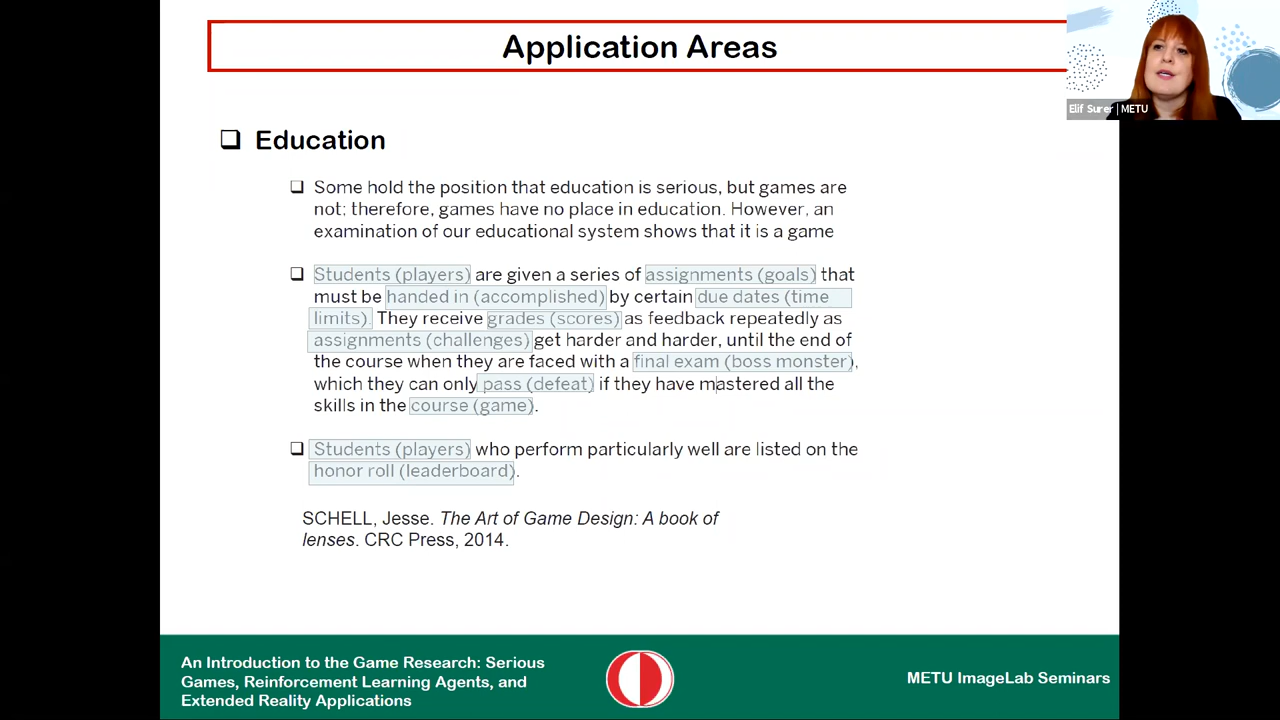 Application Areas
Elif Surer | METU
Education
Some hold the position that education is serious, but games are
not; therefore, games have no place in education. However, an
examination of our educational system shows that it is a game
Students (players) are given a series of assignments (goals) that
must be handed in (accomplished) by certain due dates (time
limits). They receive grades (scores) as feedback repeatedly as
assignments (challenges) get harder and harder, until the end of
the course when they are faced with a final exam (boss monster),
which they can only pass (defeat) if they have mastered all the
skills in the course (game).
Students (players) who perform particularly well are listed on the
honor roll (leaderboard).
SCHELL, Jesse. The Art of Game Design: A book of
lenses. CRC Press, 2014.
An Introduction to the Game Research: Serious
Games, Reinforcement Learning Agents, and
Extended Reality Applications
METU ImageLab Seminars